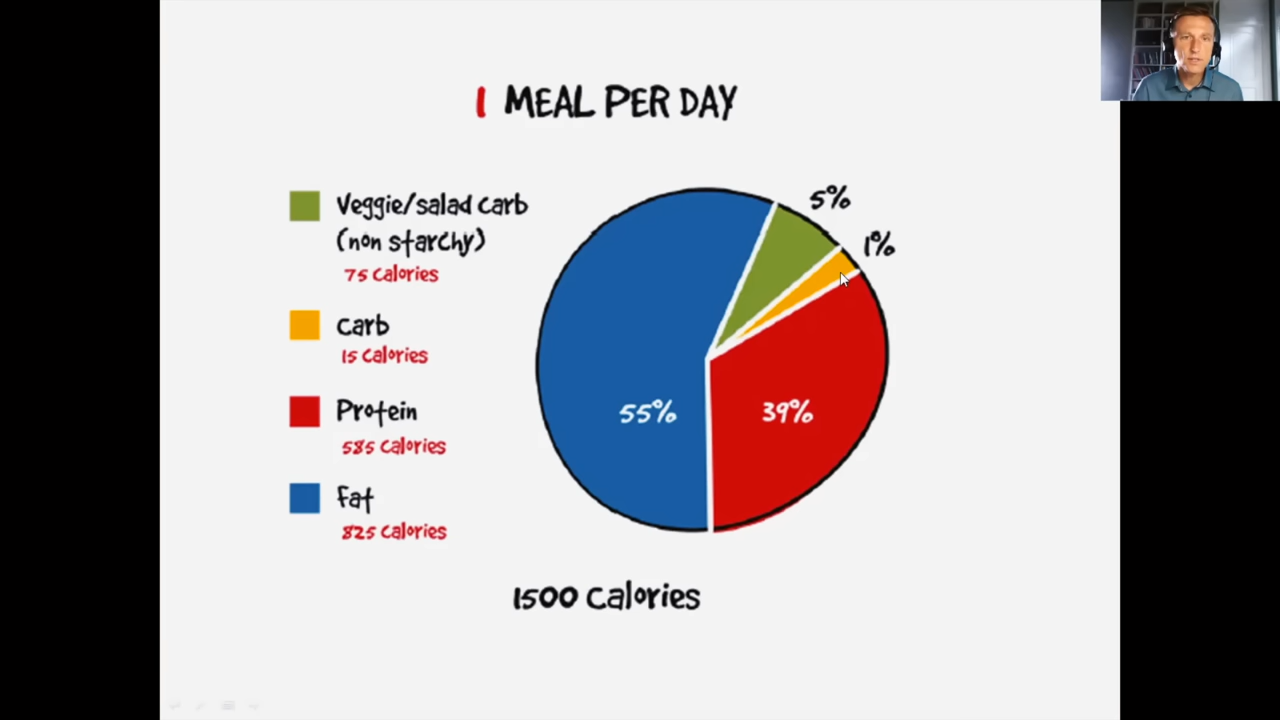 1 MEAL PER DAY
Veggie/salad carb
(non starchy)
75 Calories
Carb
15 Calories
Protein
585 Calories
Fat
825 Calories
5%
1%
55%
39%
1500 Calories